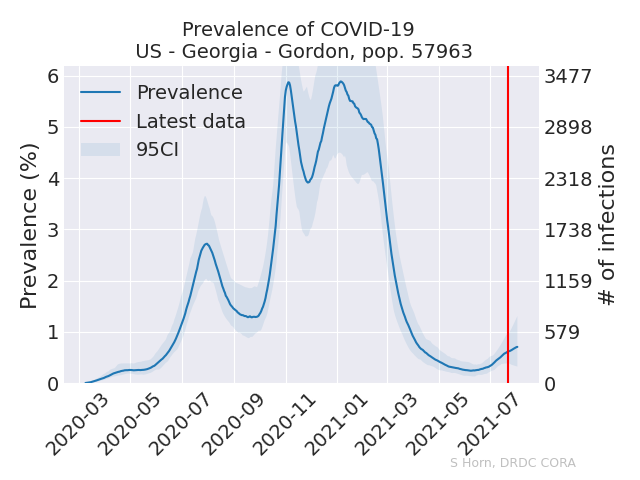 Prevalence of COVID-19
US - Georgia - Gordon, pop. 57963
Prevalence
Latest data
95CI
Prevalence (%)
6
5
4
3
2
1
0
3477
2898
2318
1738
1159
579
0
# of infections
2020-03
2020-05
2020-07
2020-09
2020-11
2021-01
2021-03
2021-05
2021-07
S Horn, DRDC CORA